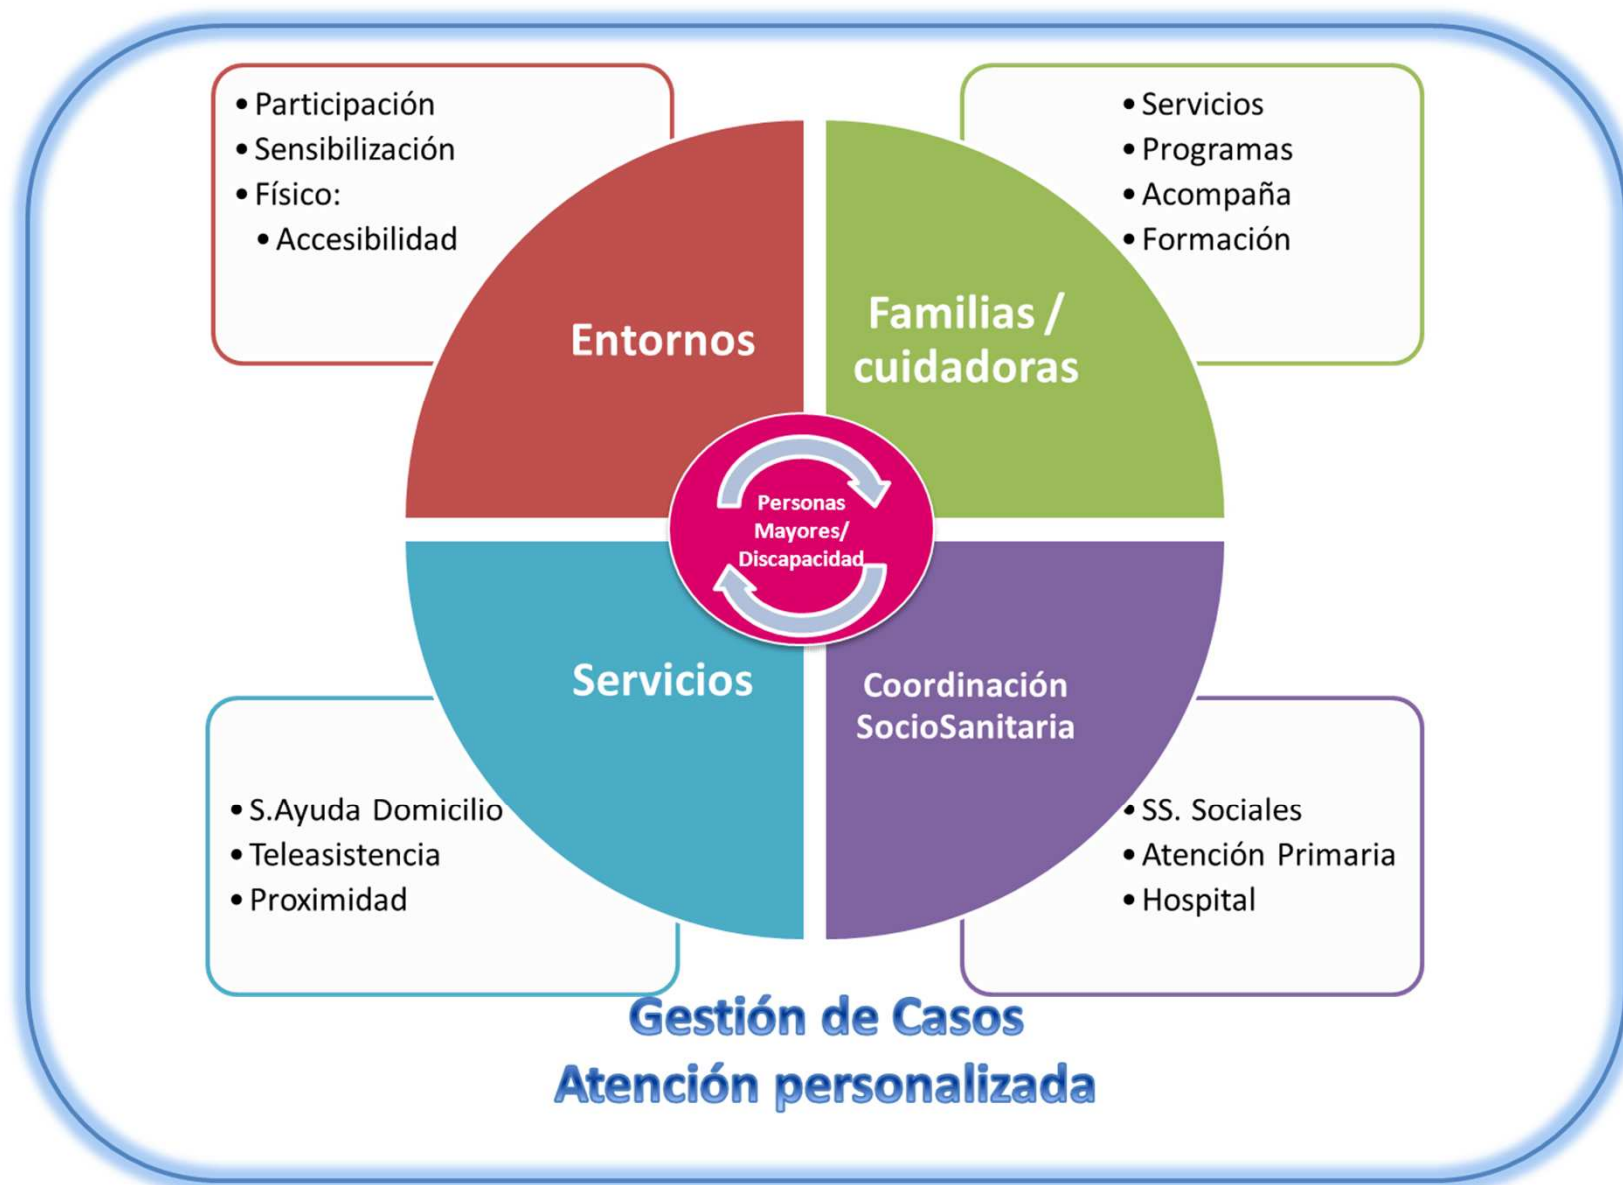 • Participación
• Sensibilización
• Físico:
• Accesibilidad
• Servicios
• Programas
• Acompaña
• Formación
Entornos
Familias /
cuidadoras
Personas
Mayores/
Discapacidad
Servicios
Coordinación
SocioSanitaria
• S.Ayuda Domicilio
• Teleasistencia
• Proximidad
• SS. Sociales
• Atención Primaria
• Hospital
Gestión de Casos
Atención personalizada